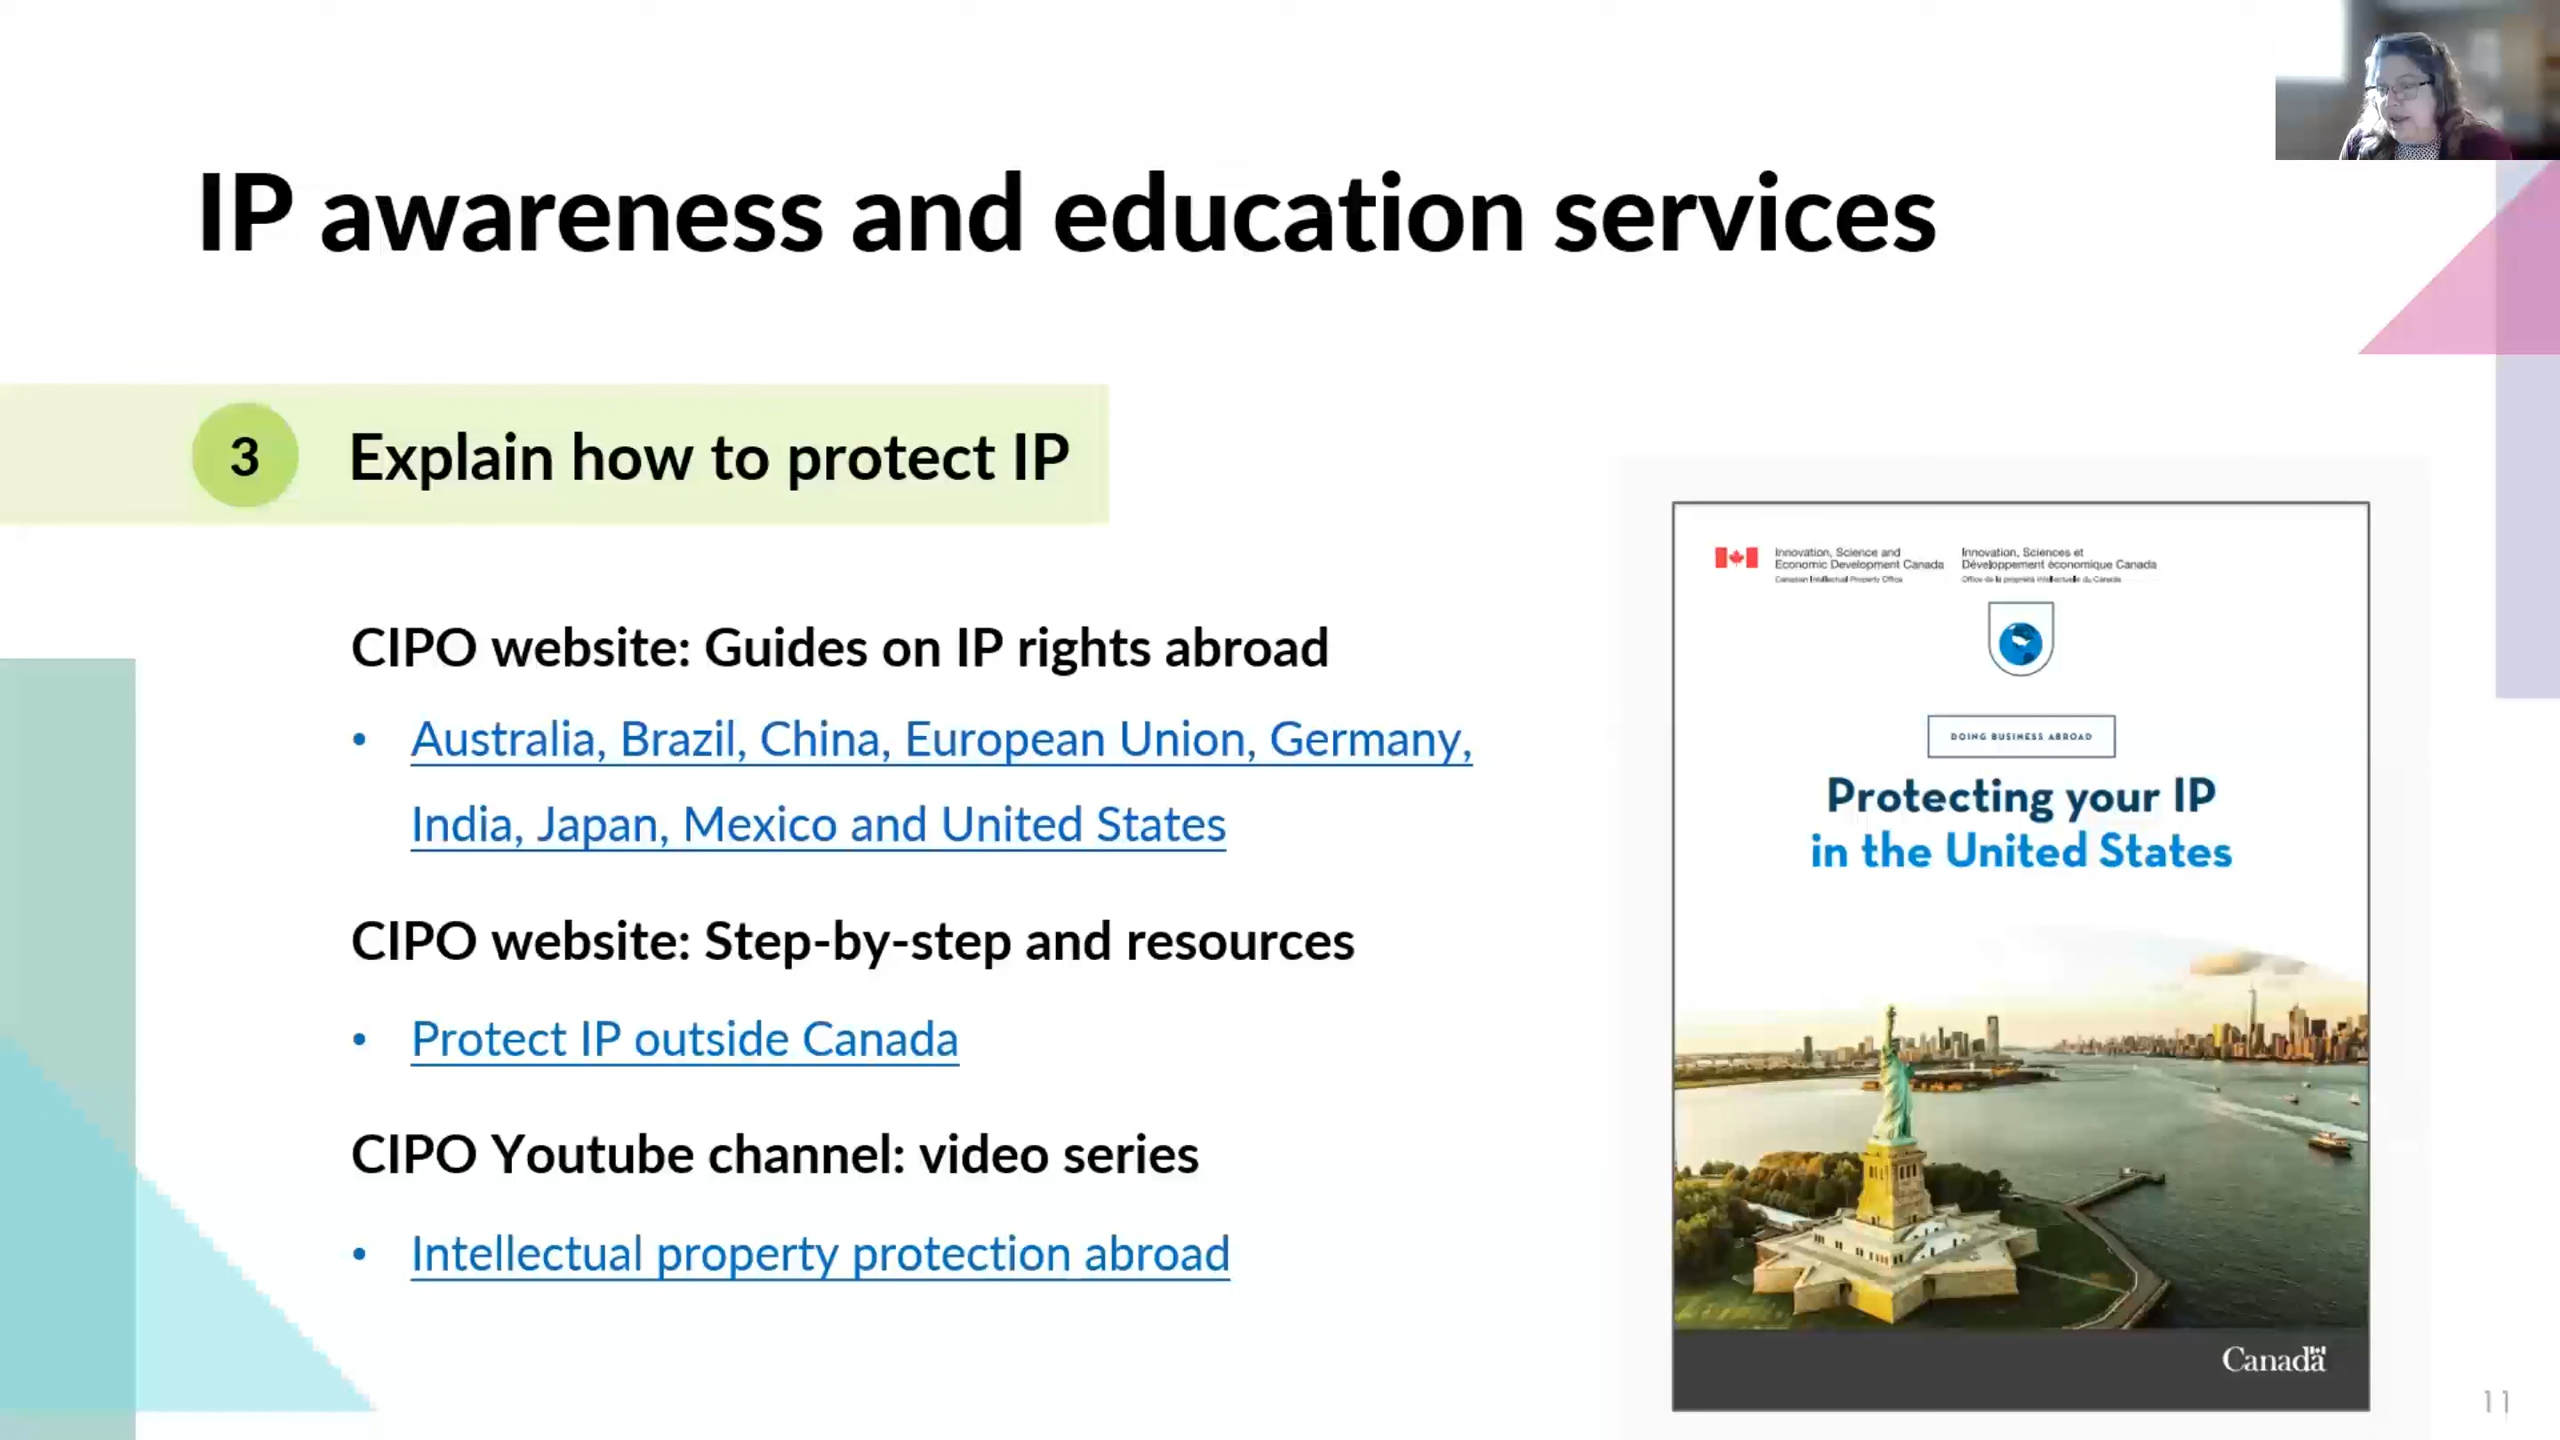 IP awareness and education services
3
Explain how to protect IP
CIPO website: Guides on IP rights abroad
• Australia, Brazil, China, European Union, Germany,
India, Japan, Mexico and United States
CIPO website: Step-by-step and resources
• Protect IP outside Canada
CIPO Youtube channel: video series
• Intellectual property protection abroad
Innovation, Science and
Economic Development Canada
Canadian Intellectual Property Office
Innovation, Sciences et
Développement économique Canada
Office de la propriété intellectuelle du Canada
DOING BUSINESS ABROAD
Protecting your IP
in the United States
Canada
11